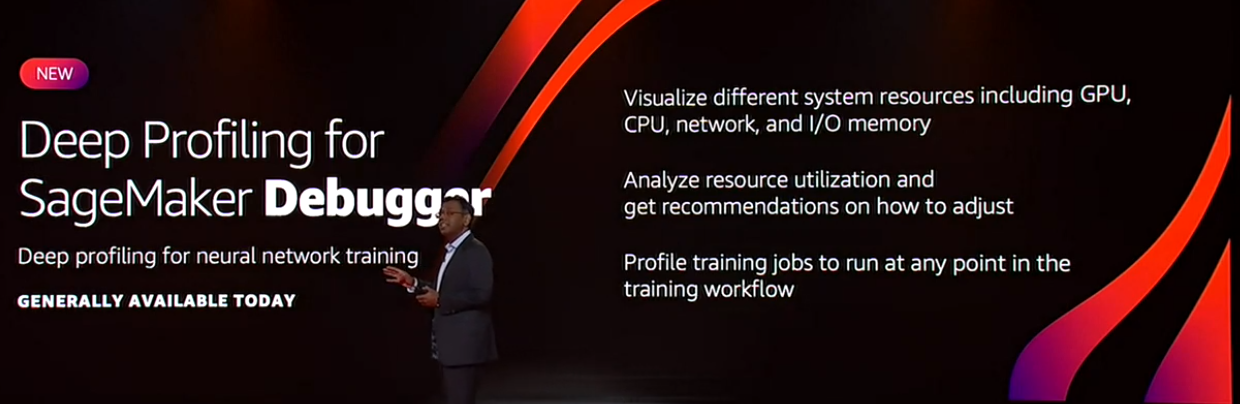 NEW
Deep Profiling for
SageMaker Debugger
Deep profiling for neural network training
GENERALLY AVAILABLE TODAY
Visualize different system resources including GPU,
CPU, network, and I/O memory
Analyze resource utilization and
get recommendations on how to adjust
Profile training jobs to run at any point in the
training workflow